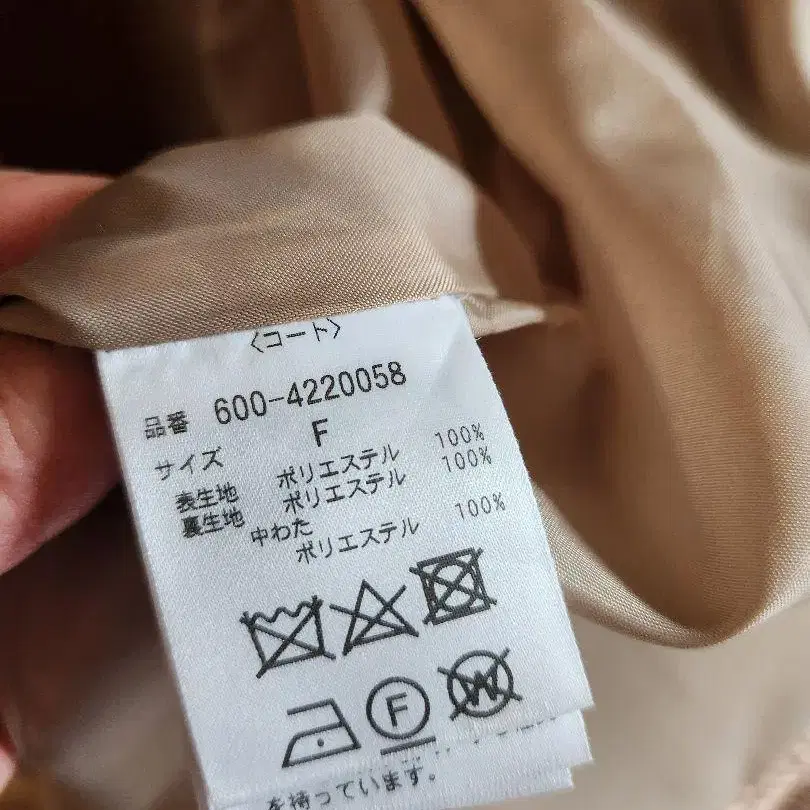 〈コート〉
品番 600-4220058
サイズ F
表生地 ポリエステル 100%
裏生地 ポリエステル 100%
中わた
ポリエステル 100%
F
W
を持っています。